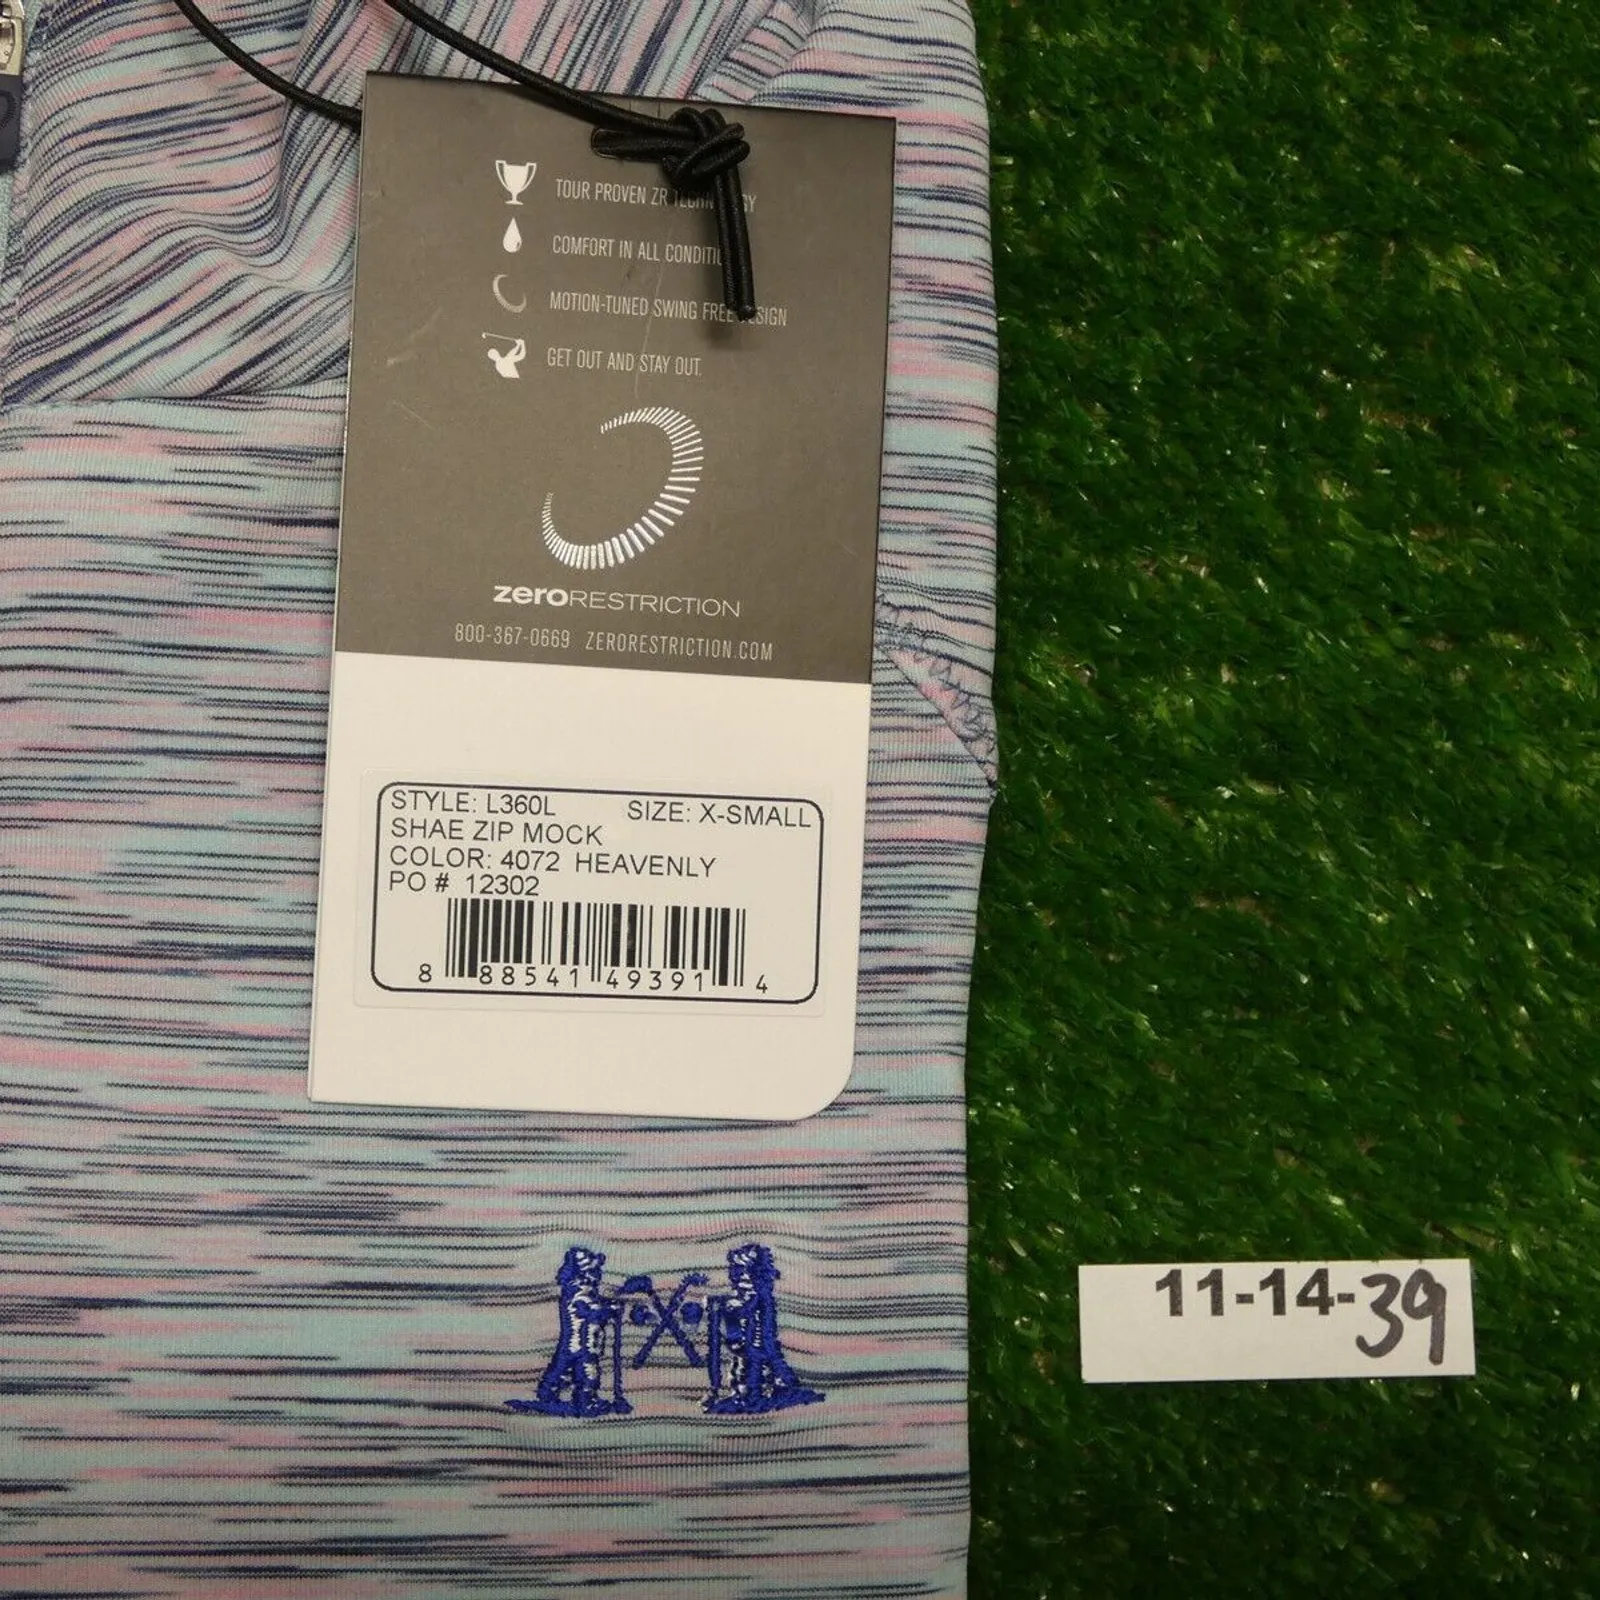 TOUR PROVEN ZR
COMFORT IN ALL
MOTION-TUNED SWING FREE
GET OUT AND STAY OUT.
zeroRESTRICTION
800-367-0669 ZERORESTRICTION.COM
STYLE: L360L SIZE: X-SMALL
SHAE ZIP MOCK
COLOR: 4072 HEAVENLY
PO # 12302
8 88541 49391 4
11-14-39